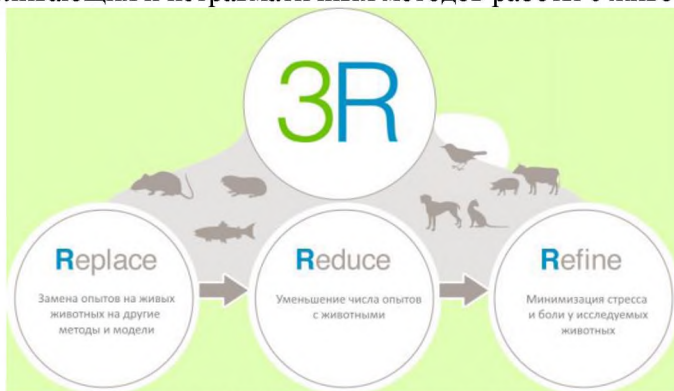 3R
Replace
Замена опытов на живых
животных на другие
методы и модели
Reduce
Уменьшение числа опытов
с животными
Refine
Минимизация стресса
и боли у исследуемых
животных